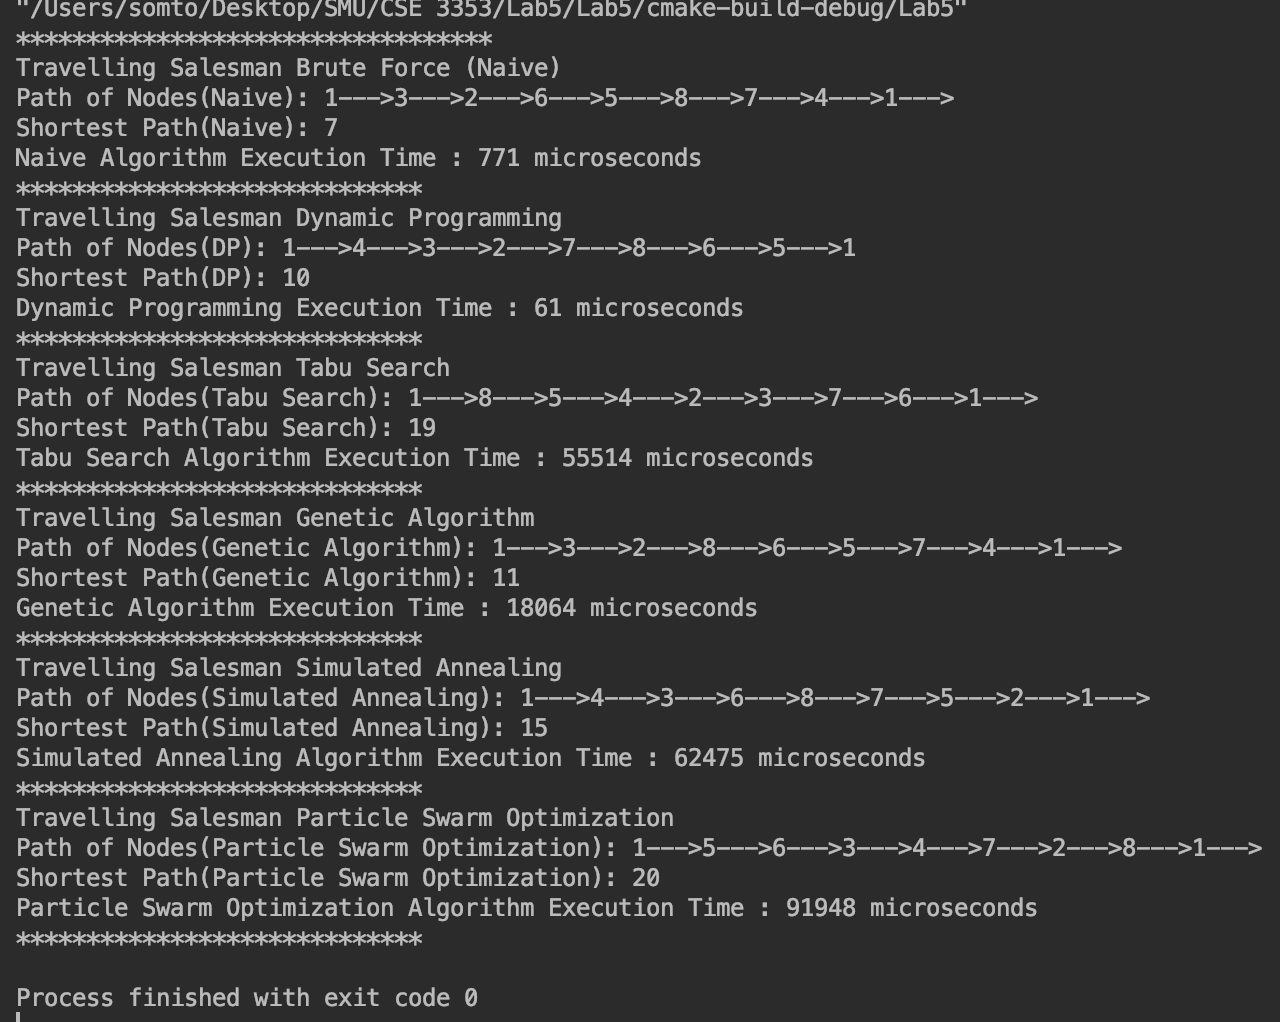 "/Users/somto/Desktop/SMU/CSE 3353/Lab5/Lab5/cmake-build-debug/Lab5"
**********************************
Travelling Salesman Brute Force (Naive)
Path of Nodes(Naive): 1--->3--->2--->6--->5--->8--->7--->4--->1--->
Shortest Path(Naive): 7
Naive Algorithm Execution Time : 771 microseconds
*****************************
Travelling Salesman Dynamic Programming
Path of Nodes(DP): 1--->4--->3--->2--->7--->8--->6--->5--->1
Shortest Path(DP): 10
Dynamic Programming Execution Time : 61 microseconds
*****************************
Travelling Salesman Tabu Search
Path of Nodes(Tabu Search): 1--->8--->5--->4--->2--->3--->7--->6--->1--->
Shortest Path(Tabu Search): 19
Tabu Search Algorithm Execution Time : 55514 microseconds
*****************************
Travelling Salesman Genetic Algorithm
Path of Nodes(Genetic Algorithm): 1--->3--->2--->8--->6--->5--->7--->4--->1--->
Shortest Path(Genetic Algorithm): 11
Genetic Algorithm Execution Time : 18064 microseconds
*****************************
Travelling Salesman Simulated Annealing
Path of Nodes(Simulated Annealing): 1--->4--->3--->6--->8--->7--->5--->2--->1--->
Shortest Path(Simulated Annealing): 15
Simulated Annealing Algorithm Execution Time : 62475 microseconds
*****************************
Travelling Salesman Particle Swarm Optimization
Path of Nodes(Particle Swarm Optimization): 1--->5--->6--->3--->4--->7--->2--->8--->1--->
Shortest Path(Particle Swarm Optimization): 20
Particle Swarm Optimization Algorithm Execution Time : 91948 microseconds
*****************************
Process finished with exit code 0